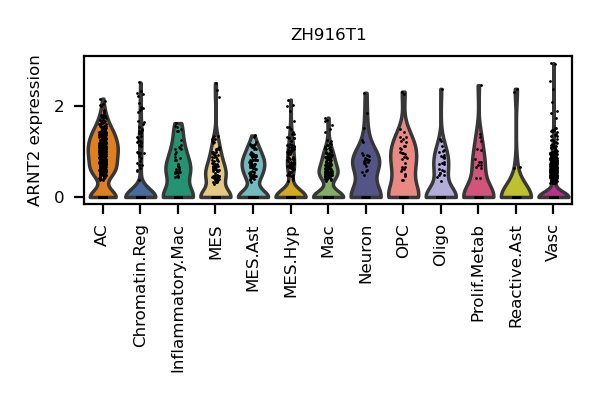 ZH916T1
ARNT2 expression
2
0
AC
Chromatin.Reg
Inflammatory.Mac
MES
MES.Ast
MES.Hyp
Mac
Neuron
OPC
Oligo
Prolif.Metab
Reactive.Ast
Vasc